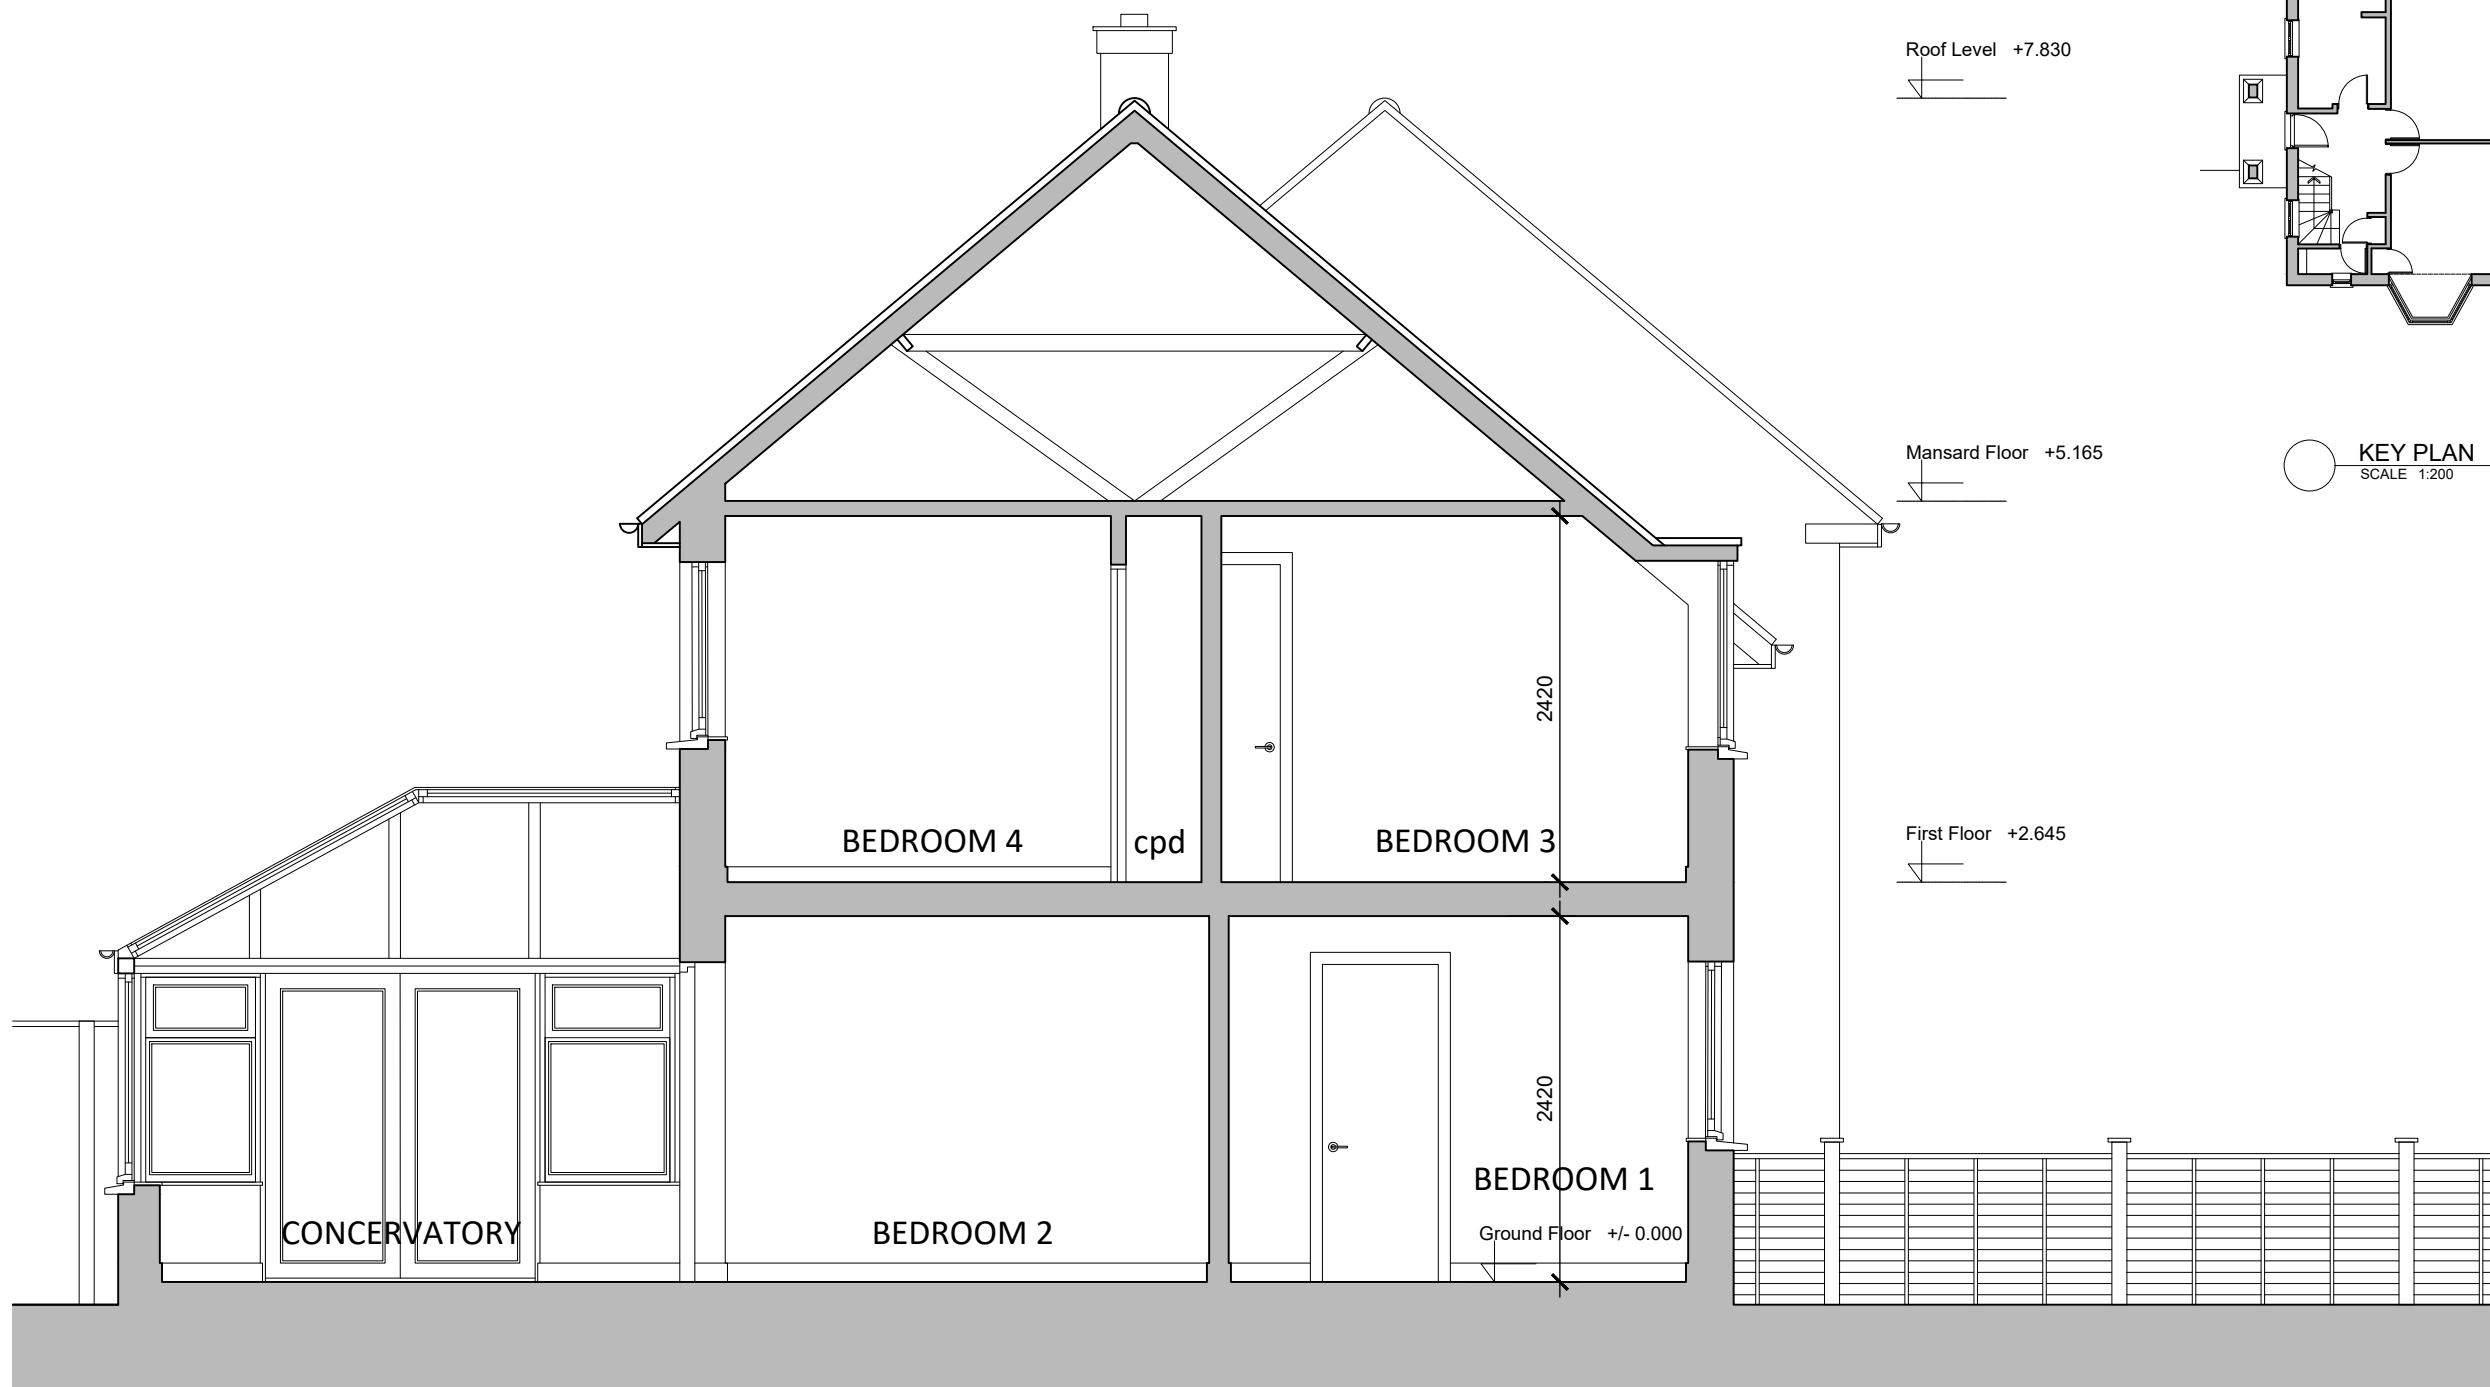 Roof Level +7.830
Mansard Floor +5.165
KEY PLAN
SCALE 1:200
2420
First Floor +2.645
BEDROOM 4
cpd
BEDROOM 3
2420
BEDROOM 1
CONCERVATORY
BEDROOM 2
Ground Floor +/- 0.000